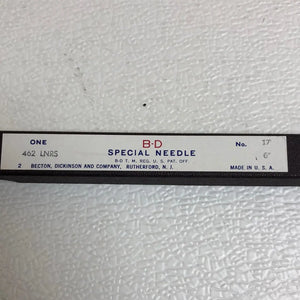 ONE B-D No. 17
462 LNRS SPECIAL NEEDLE 6"
B-D T. M. REG. U. S. PAT. OFF.
2 BECTON, DICKINSON AND COMPANY, RUTHERFORD, N. J. MADE IN U. S. A.